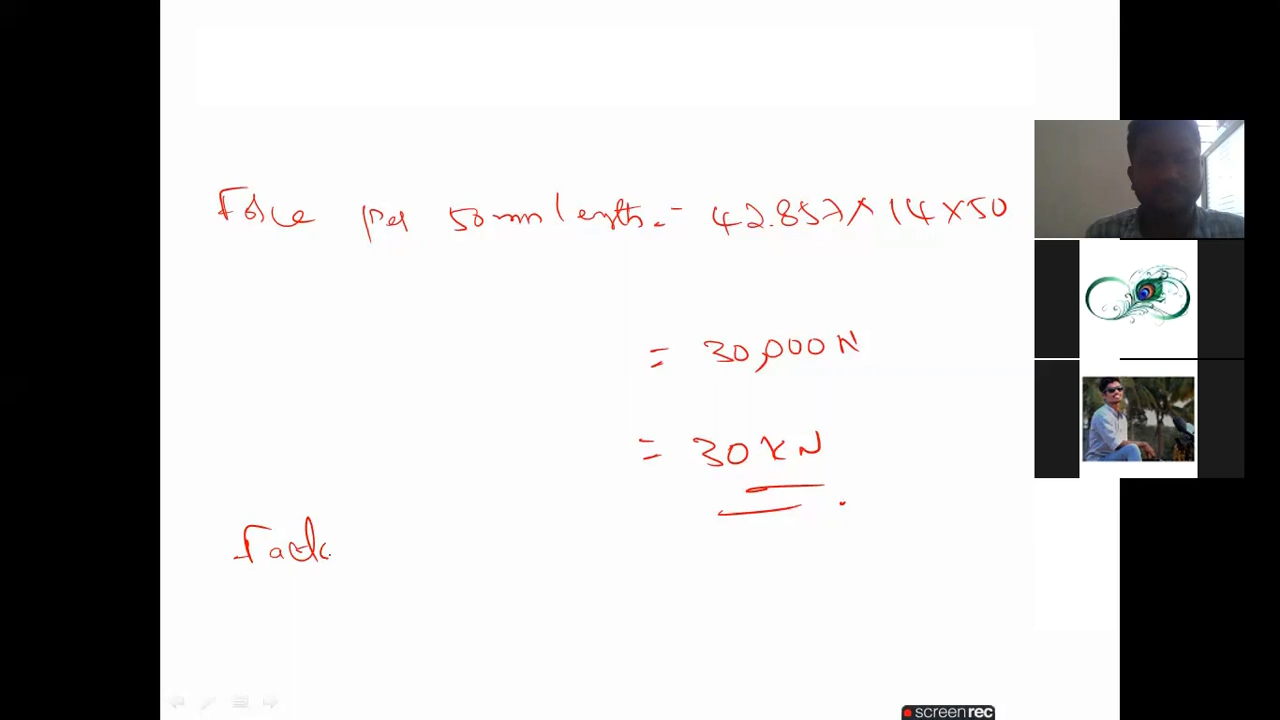 Force per 50mm length = 42.857 x 14 x 50
= 30,000 N
= 30 KN
screenrec